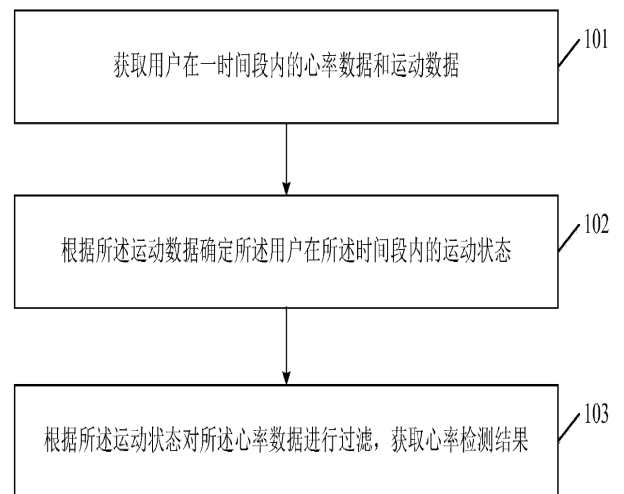 获取用户在一时间段内的心率数据和运动数据
101
根据所述运动数据确定所述用户在所述时间段内的运动状态
102
根据所述运动状态对所述心率数据进行过滤，获取心率检测结果
103